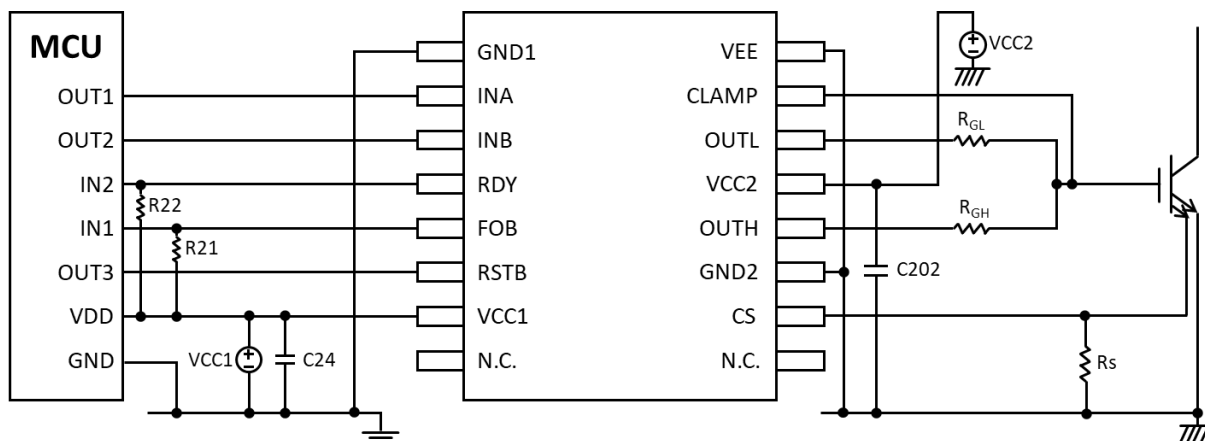 MCU
OUT1
OUT2
IN2
IN1
OUT3
VDD
GND
R22
R21
VCC1
C24
GND1
INA
INB
RDY
FOB
RSTB
VCC1
N.C.
VEE
CLAMP
OUTL
VCC2
OUTH
GND2
CS
N.C.
VCC2
RGL
RGH
C202
Rs